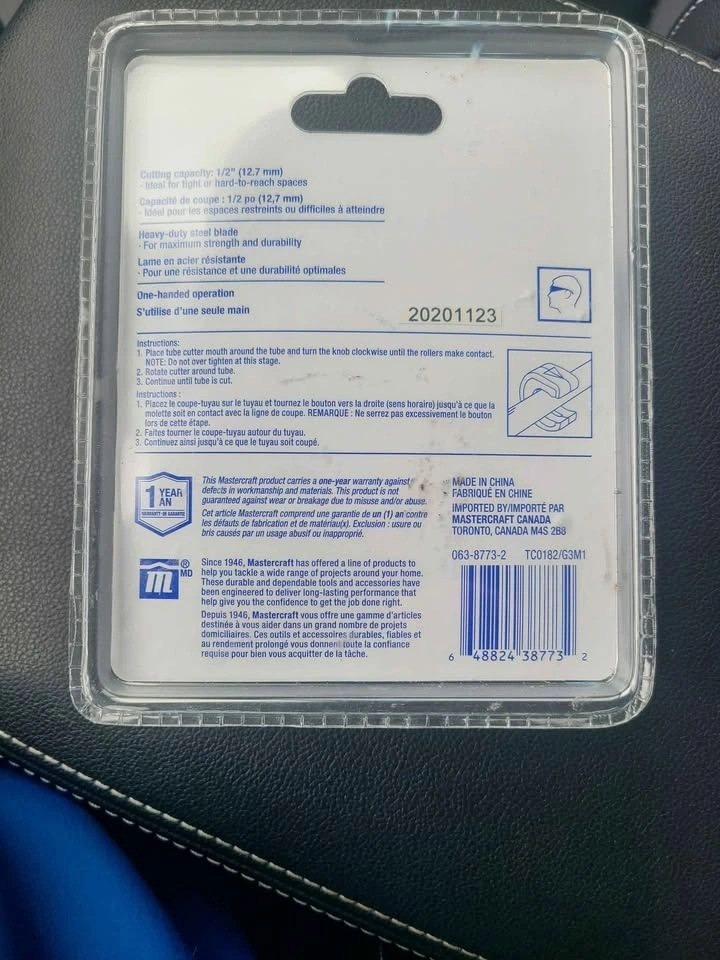 Cutting capacity: 1/2" (12.7 mm)
- Ideal for tight or hard-to-reach spaces
Capacité de coupe : 1/2 po (12,7 mm)
- Idéal pour les espaces restreints ou difficiles à atteindre
Heavy-duty steel blade
- For maximum strength and durability
Lame en acier résistante
- Pour une résistance et une durabilité optimales
One-handed operation
S'utilise d'une seule main
20201123
Instructions:
1. Place tube cutter mouth around the tube and turn the knob clockwise until the rollers make contact.
NOTE: Do not over tighten at this stage.
2. Rotate cutter around tube.
3. Continue until tube is cut.
Instructions :
1. Placez le coupe-tuyau sur le tuyau et tournez le bouton vers la droite (sens horaire) jusqu'à ce que la
molette soit en contact avec la ligne de coupe. REMARQUE : Ne serrez pas excessivement le bouton
lors de cette étape.
2. Faites tourner le coupe-tuyau autour du tuyau.
3. Continuez ainsi jusqu'à ce que le tuyau soit coupé.
1 YEAR
AN
WARRANTY · DE GARANTIE
This Mastercraft product carries a one-year warranty against
defects in workmanship and materials. This product is not
guaranteed against wear or breakage due to misuse and/or abuse.
Cet article Mastercraft comprend une garantie de un (1) an contre
les défauts de fabrication et de matériau(x). Exclusion : usure ou
bris causés par un usage abusif ou inapproprié.
m ® MD
Since 1946, Mastercraft has offered a line of products to
help you tackle a wide range of projects around your home.
These durable and dependable tools and accessories have
been engineered to deliver long-lasting performance that
help give you the confidence to get the job done right.
Depuis 1946, Mastercraft vous offre une gamme d'articles
destinée à vous aider dans un grand nombre de projets
domiciliaires. Ces outils et accessoires durables, fiables et
au rendement prolongé vous donnent toute la confiance
requise pour bien vous acquitter de la tâche.
MADE IN CHINA
FABRIQUÉ EN CHINE
IMPORTED BY/IMPORTÉ PAR
MASTERCRAFT CANADA
TORONTO, CANADA M4S 2B8
063-8773-2 TC0182/G3M1
6 48824 38773 2